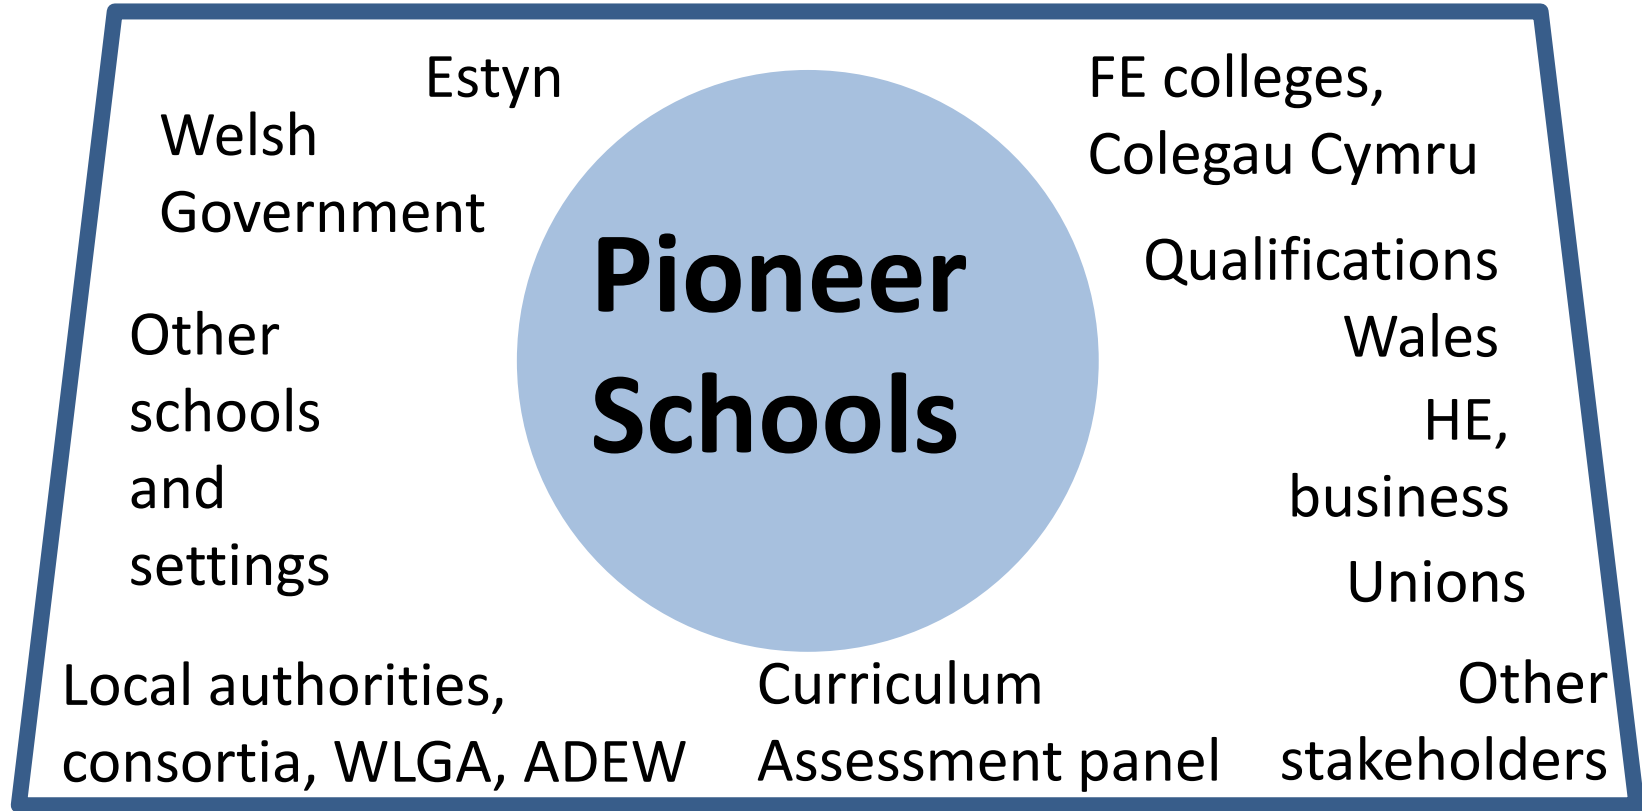 Estyn
Welsh
Government
Other
schools
and
settings
Local authorities,
consortia, WLGA, ADEW
Pioneer
Schools
Curriculum
Assessment panel
FE colleges,
Colegau Cymru
Qualifications
Wales
HE,
business
Unions
Other
stakeholders